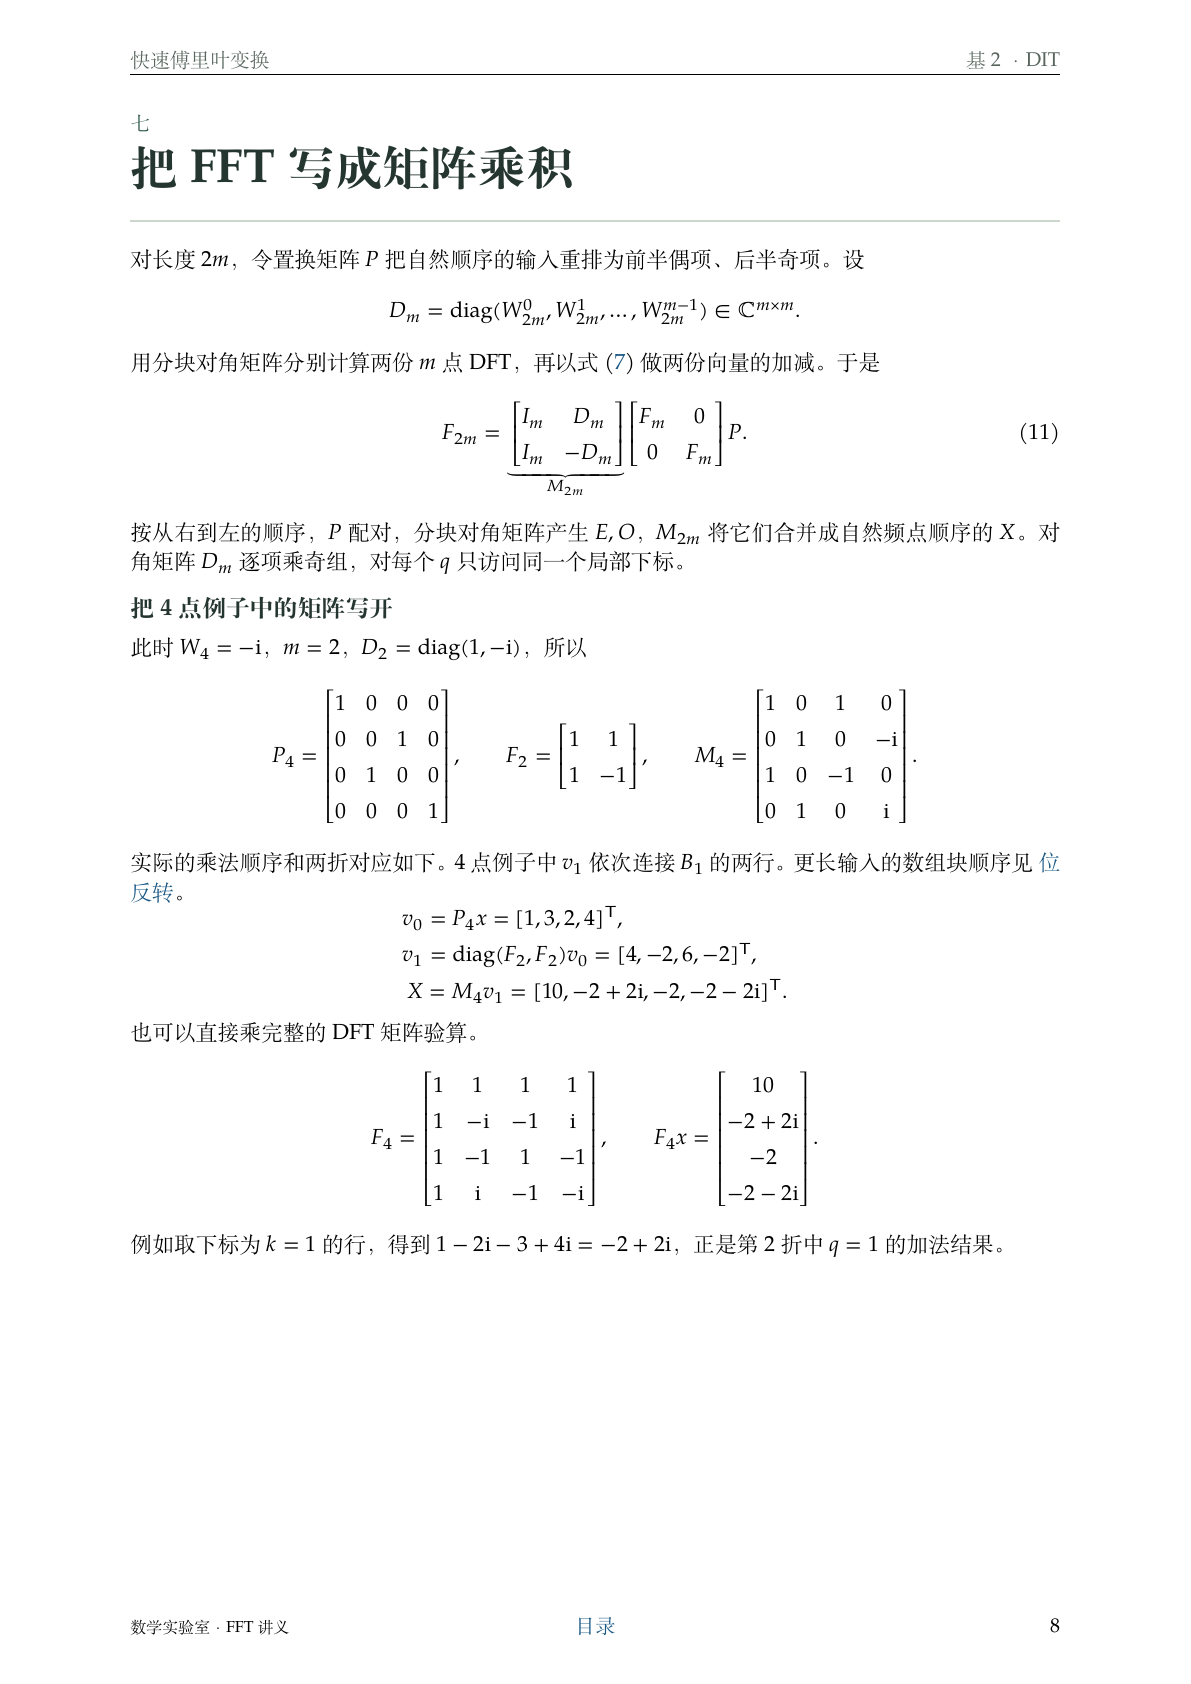 快速傅里叶变换
基 2 · DIT
七
把 FFT 写成矩阵乘积
对长度 2m，令置换矩阵 P 把自然顺序的输入重排为前半偶项、后半奇项。设
D_m = diag(W_{2m}^0, W_{2m}^1, …, W_{2m}^{m−1}) ∈ ℂ^{m×m}.
用分块对角矩阵分别计算两份 m 点 DFT，再以式 (7) 做两份向量的加减。于是
F_{2m} = [I_m D_m; I_m −D_m] [F_m 0; 0 F_m] P. (11)
M_{2m}
按从右到左的顺序，P 配对，分块对角矩阵产生 E, O，M_{2m} 将它们合并成自然频点顺序的 X。对
角矩阵 D_m 逐项乘奇组，对每个 q 只访问同一个局部下标。
把 4 点例子中的矩阵写开
此时 W_4 = −i，m = 2，D_2 = diag(1, −i)，所以
P_4 = [1 0 0 0; 0 0 1 0; 0 1 0 0; 0 0 0 1], F_2 = [1 1; 1 −1], M_4 = [1 0 1 0; 0 1 0 −i; 1 0 −1 0; 0 1 0 i].
实际的乘法顺序和两折对应如下。4 点例子中 v_1 依次连接 B_1 的两行。更长输入的数组块顺序见 位
反转。
v_0 = P_4 x = [1, 3, 2, 4]^T,
v_1 = diag(F_2, F_2)v_0 = [4, −2, 6, −2]^T,
X = M_4 v_1 = [10, −2 + 2i, −2, −2 − 2i]^T.
也可以直接乘完整的 DFT 矩阵验算。
F_4 = [1 1 1 1; 1 −i −1 i; 1 −1 1 −1; 1 i −1 −i], F_4 x = [10; −2 + 2i; −2; −2 − 2i].
例如取下标为 k = 1 的行，得到 1 − 2i − 3 + 4i = −2 + 2i，正是第 2 折中 q = 1 的加法结果。
数学实验室 · FFT 讲义
目录
8